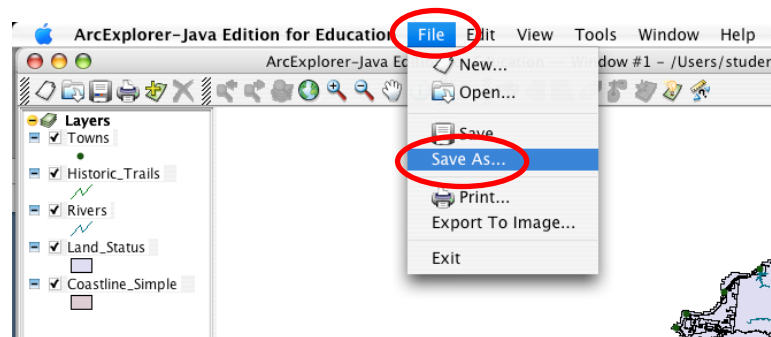 ArcExplorer-Java Edition for Education File Edit View Tools Window Help
ArcExplorer-Java Window #1 - /Users/studer
New...
Open...
Save
Save As...
Print...
Export To Image...
Exit
Layers
Towns
Historic_Trails
Rivers
Land_Status
Coastline_Simple